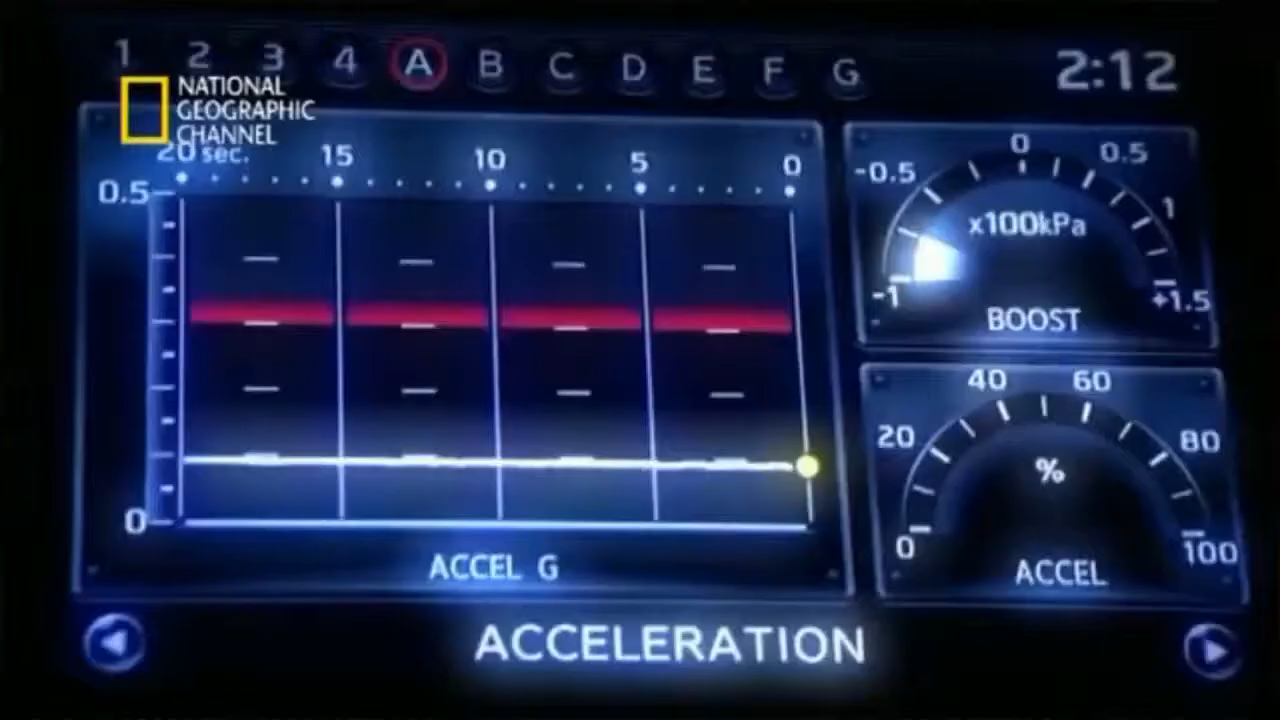 1 2 3 4 A B C D E F G
2:12
NATIONAL
GEOGRAPHIC
CHANNEL
20 sec. 15 10 5 0
0.5
0
ACCEL G
-0.5 0 0.5 1
x100kPa
-1 +1.5
BOOST
20 40 60 80
%
0 100
ACCEL
ACCELERATION